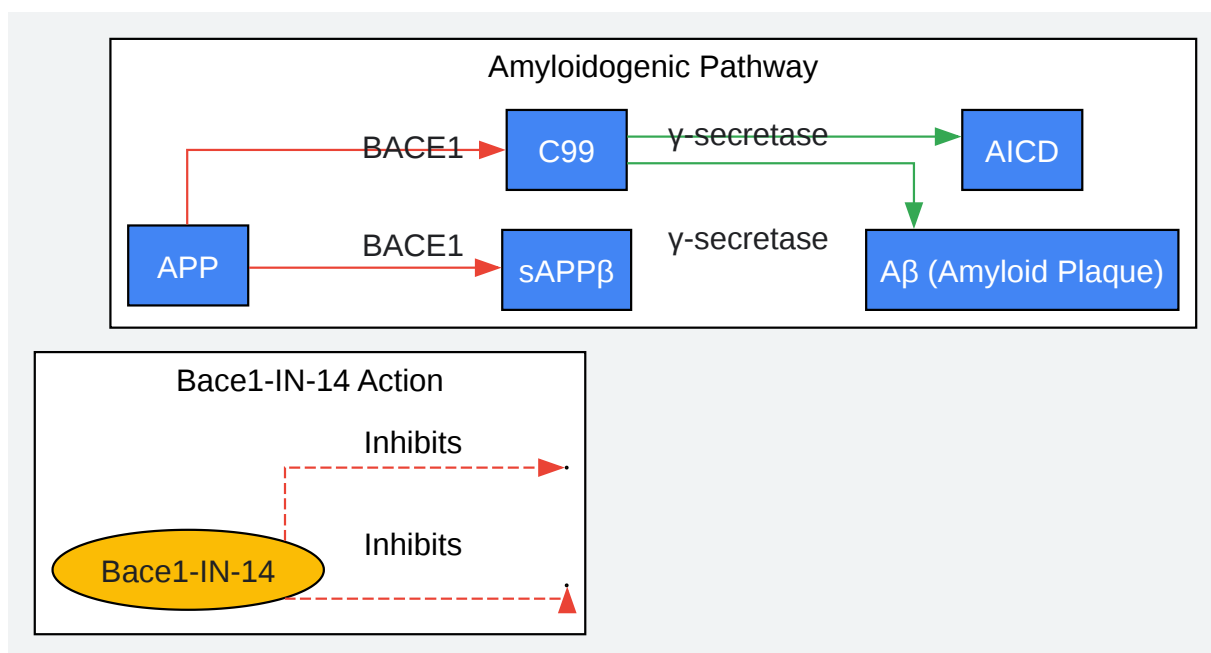 Amyloidogenic Pathway
BACE1
C99
γ-secretase
AICD
APP
BACE1
sAPPβ
γ-secretase
Aβ (Amyloid Plaque)
Bace1-IN-14 Action
Inhibits
Inhibits
Bace1-IN-14